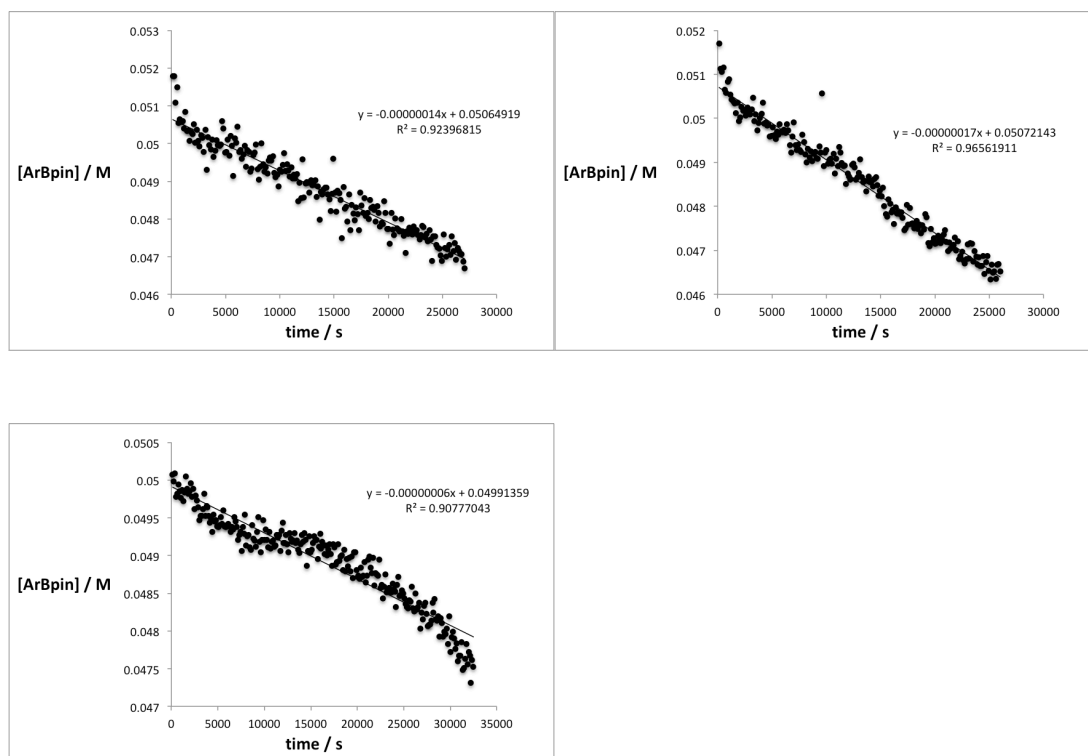 0.053
0.052
0.051
0.05
0.049
0.048
0.047
0.046
[ArBpin] / M
y = -0.00000014x + 0.05064919
R² = 0.92396815
0 5000 10000 15000 20000 25000 30000
time / s
0.052
0.051
0.05
0.049
0.048
0.047
0.046
[ArBpin] / M
y = -0.00000017x + 0.05072143
R² = 0.96561911
0 5000 10000 15000 20000 25000 30000
time / s
0.0505
0.05
0.0495
0.049
0.0485
0.048
0.0475
0.047
[ArBpin] / M
y = -0.00000006x + 0.04991359
R² = 0.90777043
0 5000 10000 15000 20000 25000 30000 35000
time / s